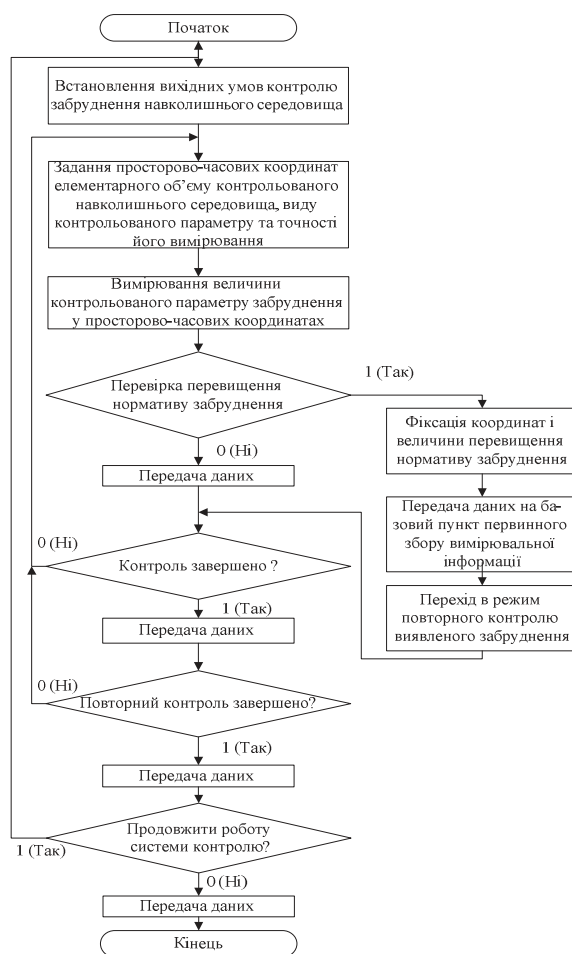 Початок
Встановлення вихідних умов контролю
забруднення навколишнього середовища
Задання просторово-часових координат
елементарного об’єму контрольованого
навколишнього середовища, виду
контрольованого параметру та точності
його вимірювання
Вимірювання величини
контрольованого параметру забруднення
у просторово-часових координатах
Перевірка перевищення
нормативу забруднення
1 (Так)
Фіксація координат і
величини перевищення
нормативу забруднення
Передача даних на ба-
зовий пункт первинного
збору вимірювальної
інформації
Перехід в режим
повторного контролю
виявленого забруднення
0 (Ні)
Передача даних
0 (Ні)
Контроль завершено ?
1 (Так)
Передача даних
0 (Ні)
Повторний контроль завершено?
1 (Так)
Передача даних
Продовжити роботу
системи контролю?
1 (Так)
0 (Ні)
Передача даних
Кінець